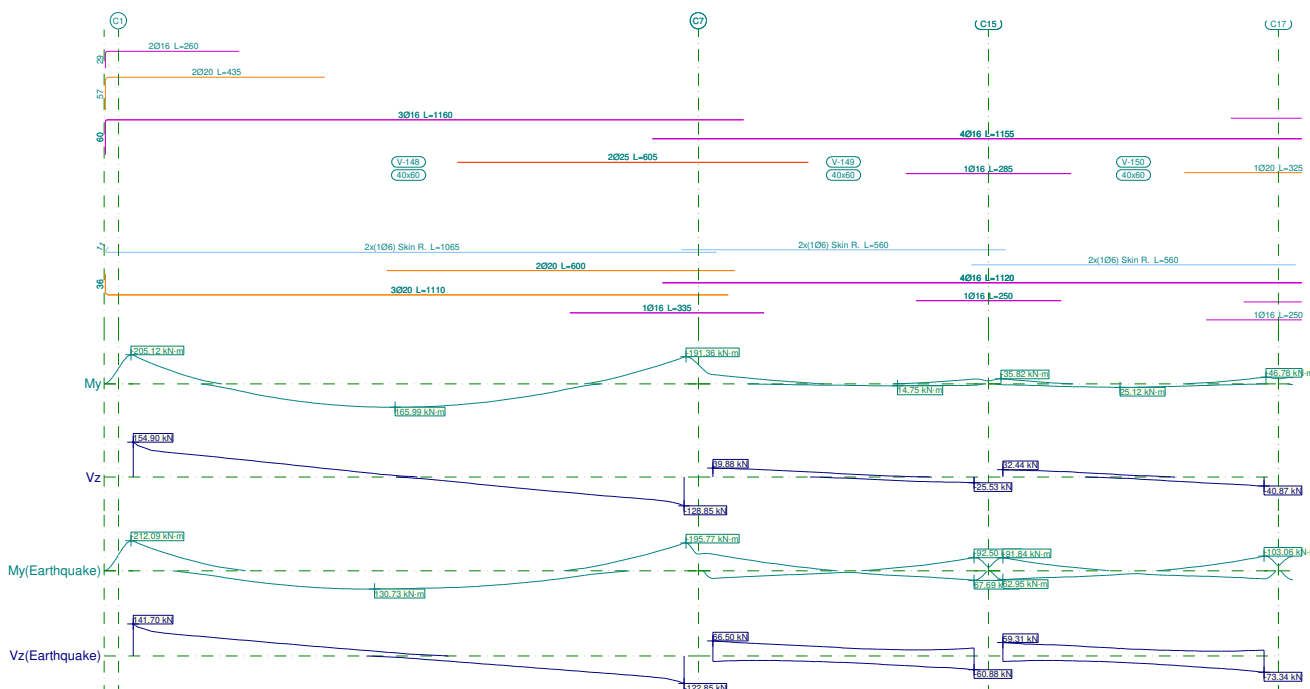 C1
C7
C15
C17
2Ø16 L=260
29
2Ø20 L=435
57
3Ø16 L=1160
60
4Ø16 L=1155
2Ø25 L=605
V-148
40x60
V-149
40x60
1Ø16 L=285
V-150
40x60
1Ø20 L=325
2x(1Ø6) Skin R. L=1065
2x(1Ø6) Skin R. L=560
2x(1Ø6) Skin R. L=560
2Ø20 L=600
36
4Ø16 L=1120
3Ø20 L=1110
1Ø16 L=250
1Ø16 L=335
1Ø16 L=250
My
-205.12 kN·m
165.99 kN·m
-191.36 kN·m
14.75 kN·m
-35.82 kN·m
25.12 kN·m
-46.78 kN·m
Vz
154.90 kN
-128.85 kN
39.88 kN
-25.53 kN
32.44 kN
-40.87 kN
My(Earthquake)
-212.09 kN·m
130.73 kN·m
-195.77 kN·m
-92.50
-91.84 kN·m
67.69
62.95 kN·m
-103.06 kN·
Vz(Earthquake)
141.70 kN
-122.85 kN
66.50 kN
-60.88 kN
59.31 kN
-73.34 kN